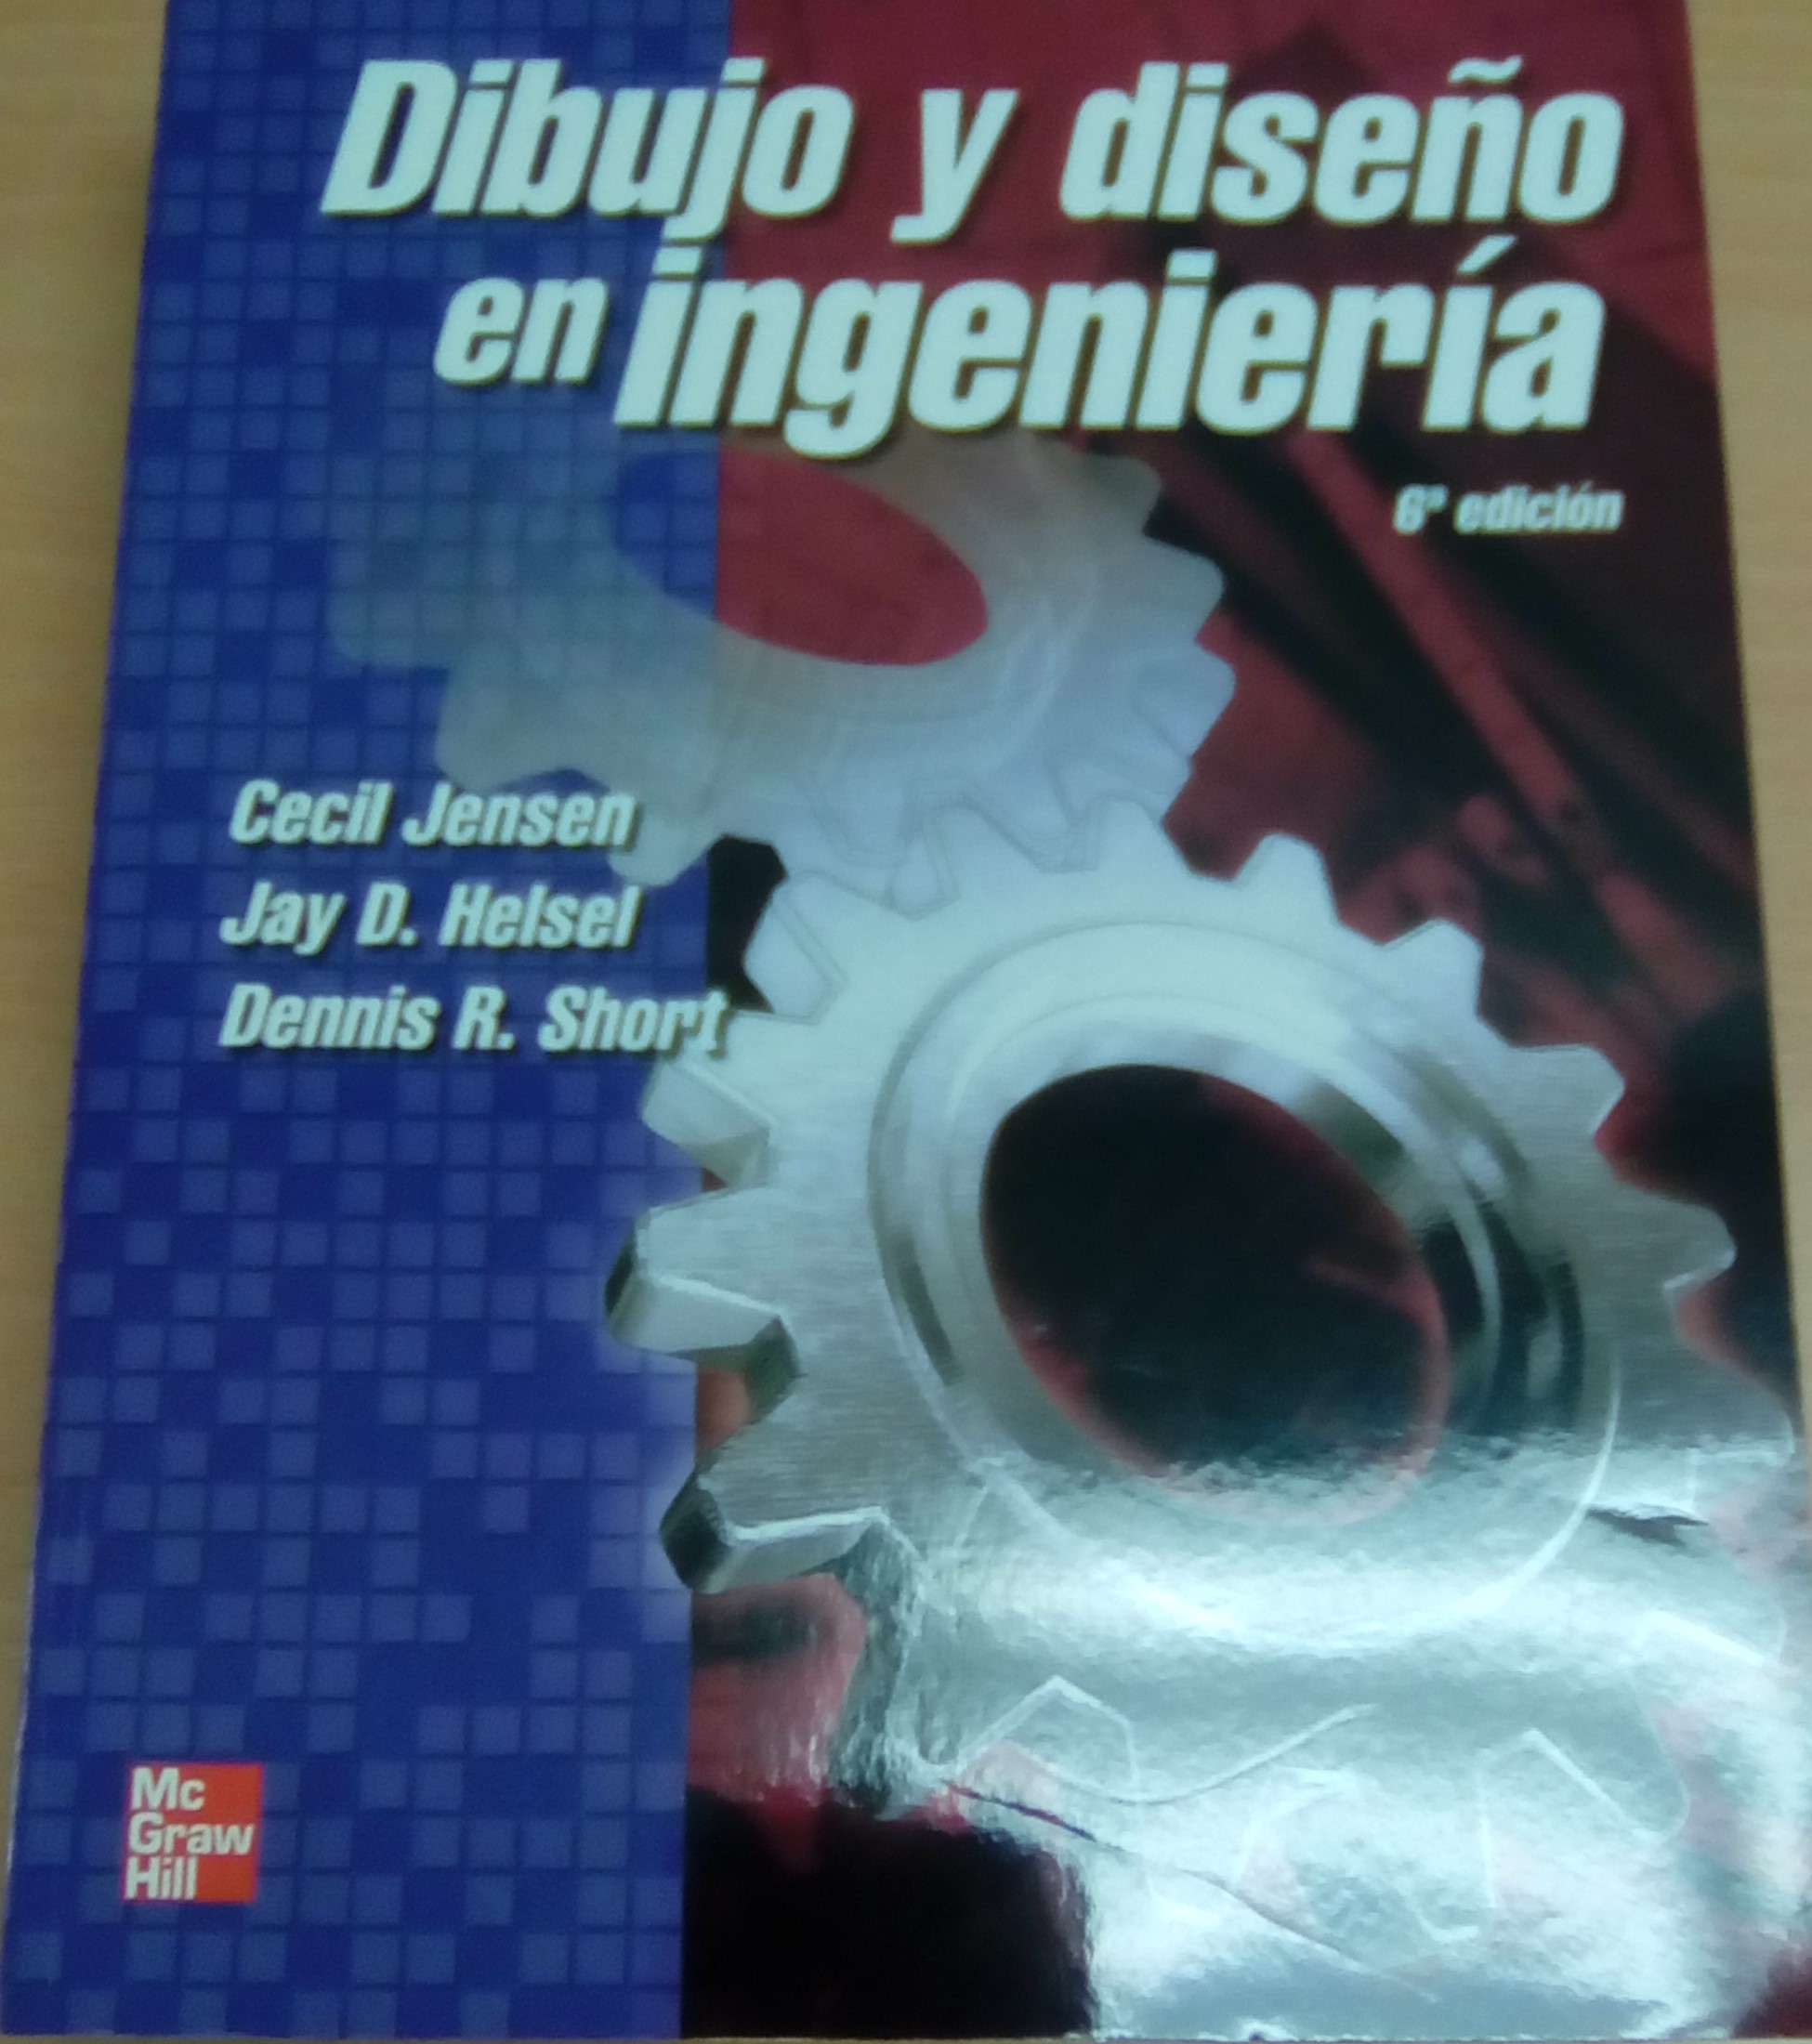 Dibujo y diseño
en ingeniería
6ª edición
Cecil Jensen
Jay D. Helsel
Dennis R. Short
Mc
Graw
Hill